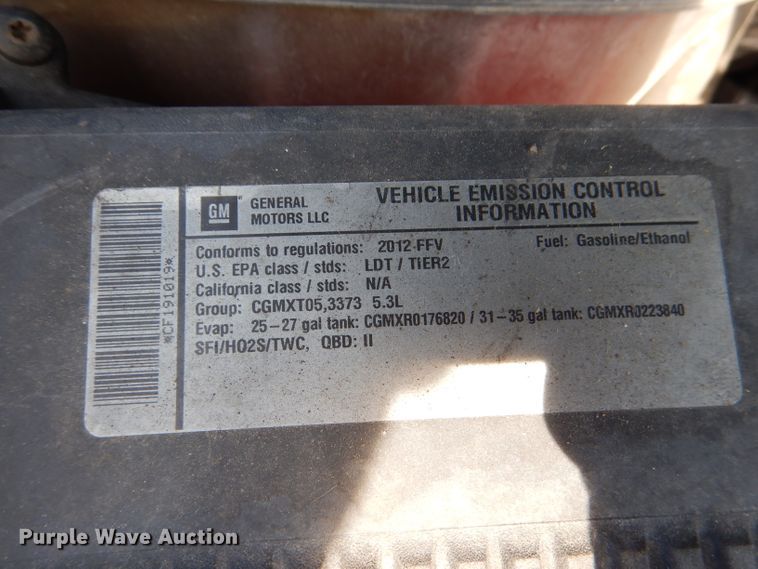 GM
GENERAL MOTORS LLC
VEHICLE EMISSION CONTROL INFORMATION
Conforms to regulations: 2012 FFV Fuel: Gasoline/Ethanol
U.S. EPA class / stds: LDT / TIER2
California class / stds: N/A
Group: CGMXT05,3373 5.3L
Evap: 25-27 gal tank: CGMXR0176820 / 31-35 gal tank: CGMXR0223840
SFI/HO2S/TWC, QBD: II
*CF191019*
Purple Wave Auction